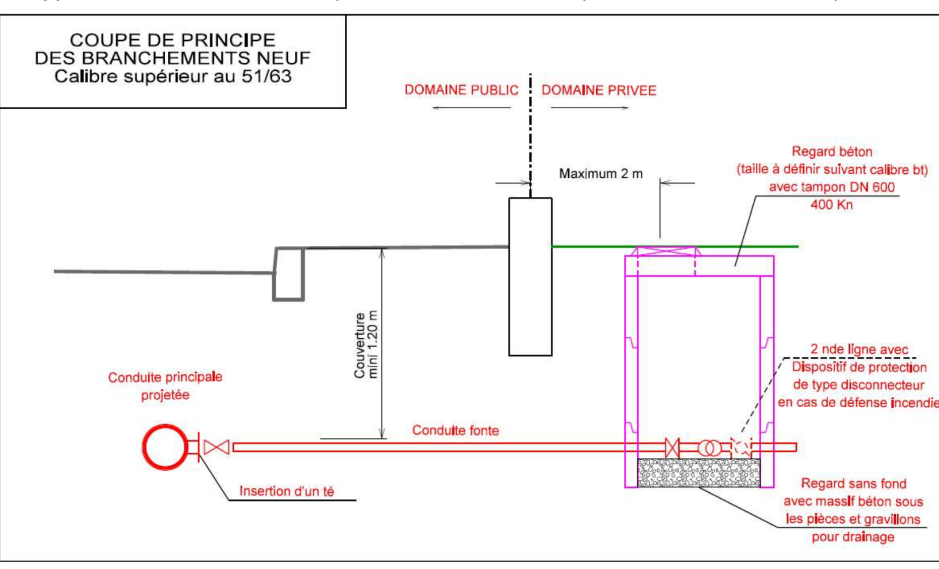 COUPE DE PRINCIPE
DES BRANCHEMENTS NEUF
Calibre supérieur au 51/63
DOMAINE PUBLIC
DOMAINE PRIVEE
Maximum 2 m
Regard béton
(taille à définir suivant calibre bt)
avec tampon DN 600
400 Kn
Couverture
mini 1.20 m
2 nde ligne avec
Dispositif de protection
de type disconnecteur
en cas de défense incendie
Conduite principale
projetée
Conduite fonte
Insertion d'un té
Regard sans fond
avec massif béton sous
les pièces et gravillons
pour drainage